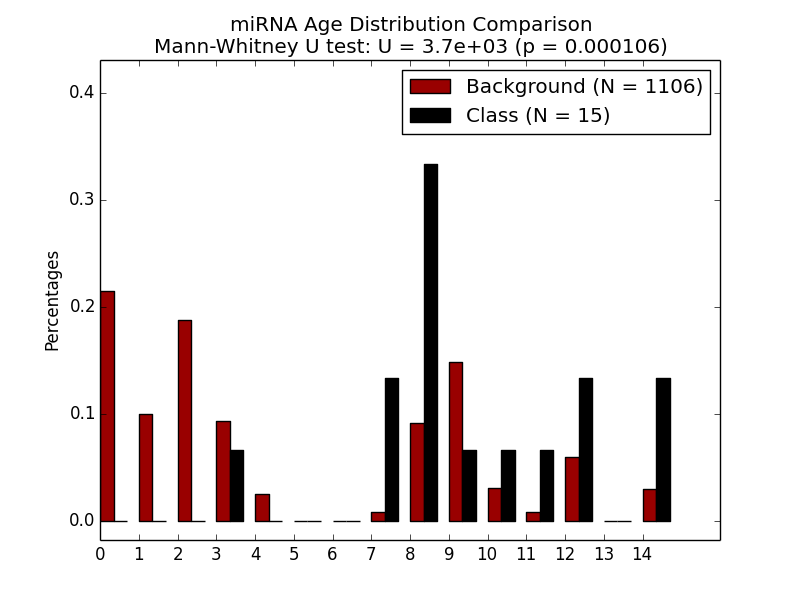 miRNA Age Distribution Comparison
Mann-Whitney U test: U = 3.7e+03 (p = 0.000106)
Background (N = 1106)
Class (N = 15)
Percentages
0.4
0.3
0.2
0.1
0.0
0 1 2 3 4 5 6 7 8 9 10 11 12 13 14